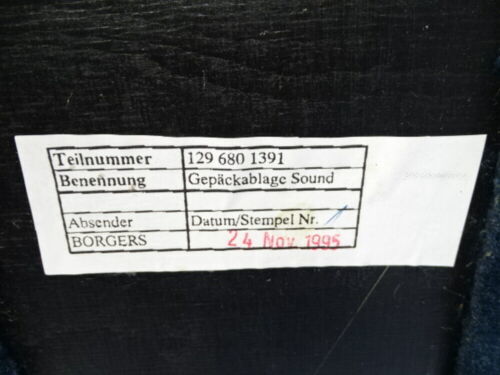 Teilnummer 129 680 1391
Benennung Gepäckablage Sound
Absender Datum/Stempel Nr.
BORGERS 24 Nov. 1995